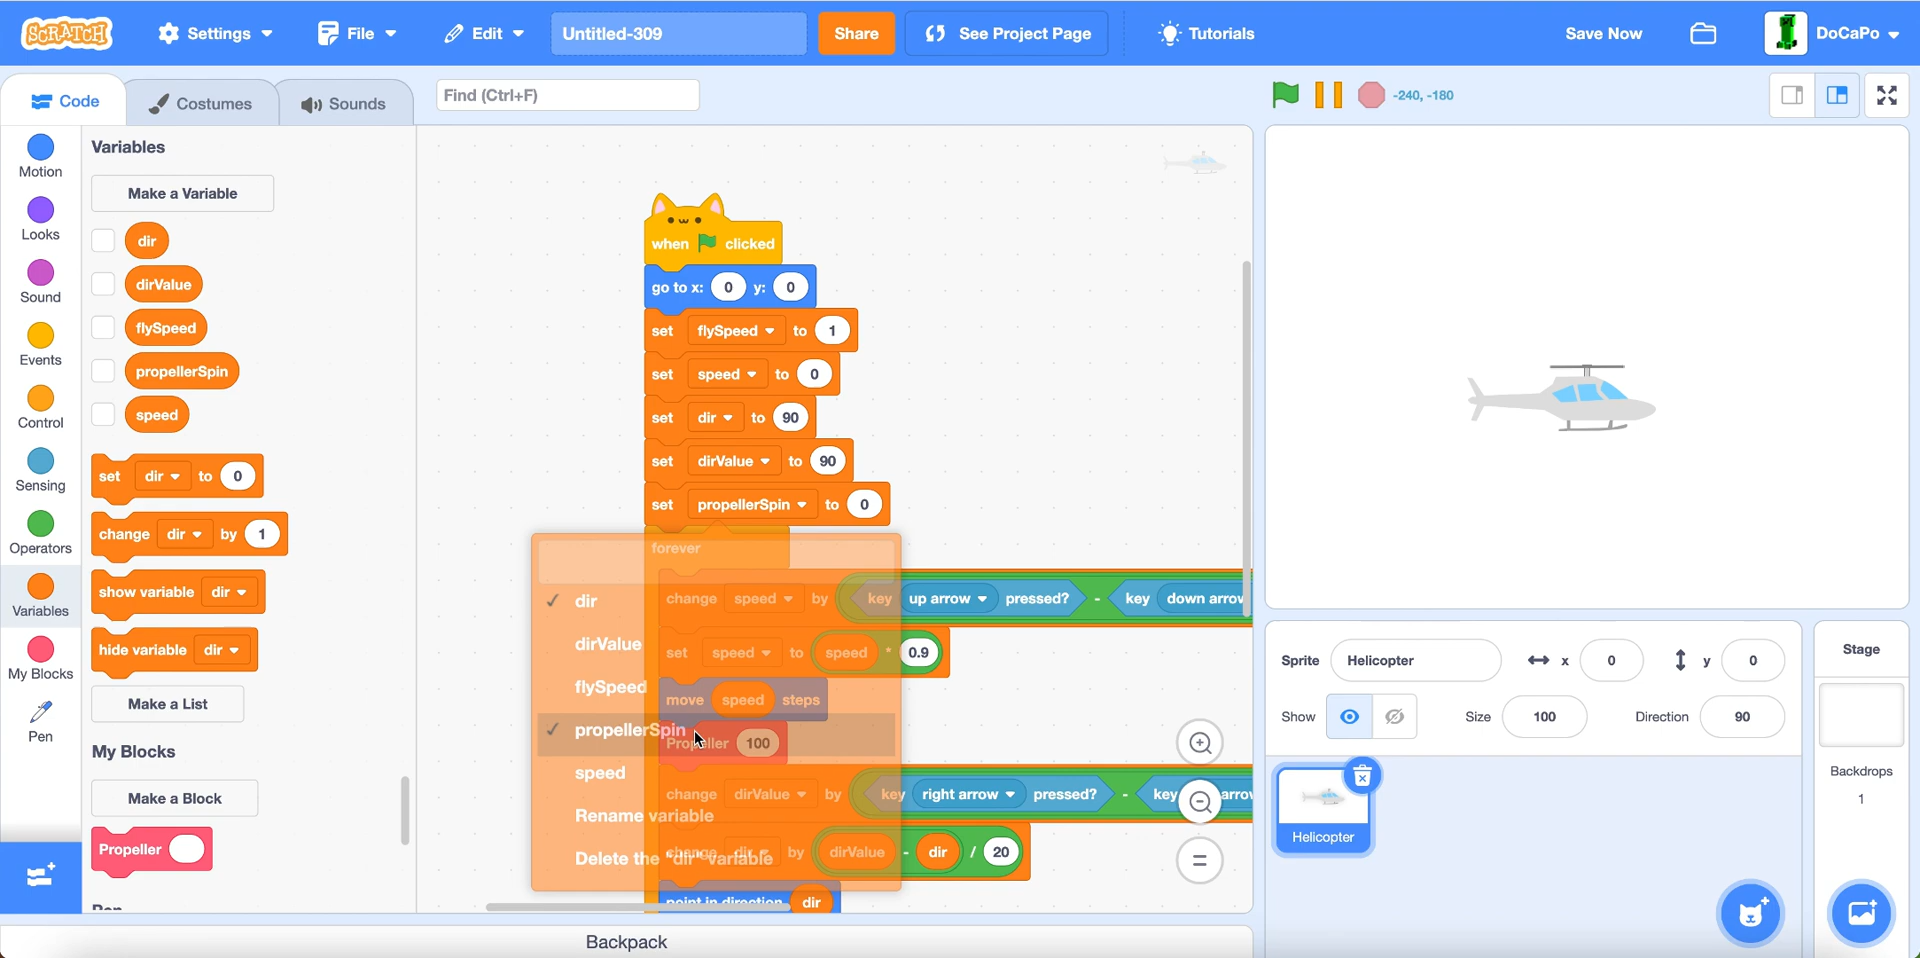 SCRATCH Settings File Edit Untitled-309 Share See Project Page Tutorials Save Now DoCaPo
Code Costumes Sounds Find (Ctrl+F) -240, -180
Motion
Looks
Sound
Events
Control
Sensing
Operators
Variables
My Blocks
Pen
Variables
Make a Variable
dir
dirValue
flySpeed
propellerSpin
speed
set dir to 0
change dir by 1
show variable dir
hide variable dir
Make a List
My Blocks
Make a Block
Propeller
when clicked
go to x: 0 y: 0
set flySpeed to 1
set speed to 0
set dir to 90
set dirValue to 90
set propellerSpin to 0
forever
change speed by key up arrow pressed? - key down arrow
set speed to speed * 0.9
move speed steps
Propeller 100
change dirValue by key right arrow pressed? - key
change dir by dirValue - dir / 20
point in direction dir
✓ dir
dirValue
flySpeed
✓ propellerSpin
speed
Rename variable
Delete the "dir" variable
Backpack
Sprite Helicopter x 0 y 0
Show Size 100 Direction 90
Helicopter
Stage
Backdrops
1